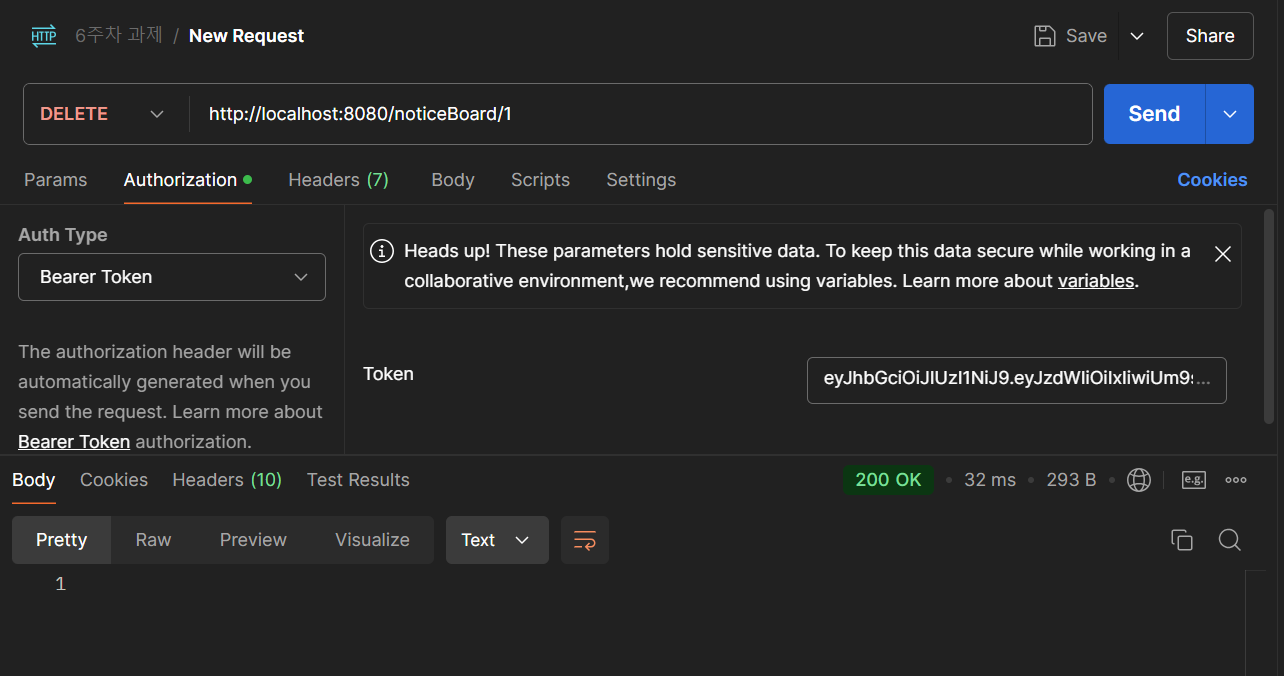 HTTP 6주차 과제 / New Request Save Share
DELETE http://localhost:8080/noticeBoard/1 Send
Params Authorization Headers (7) Body Scripts Settings Cookies
Auth Type
Bearer Token
The authorization header will be
automatically generated when you
send the request. Learn more about
Bearer Token authorization.
Heads up! These parameters hold sensitive data. To keep this data secure while working in a
collaborative environment,we recommend using variables. Learn more about variables.
Token eyJhbGciOiJIUzI1NiJ9.eyJzdWIiOiIxIiwiUm9s...
Body Cookies Headers (10) Test Results 200 OK • 32 ms • 293 B • e.g.
Pretty Raw Preview Visualize Text
1